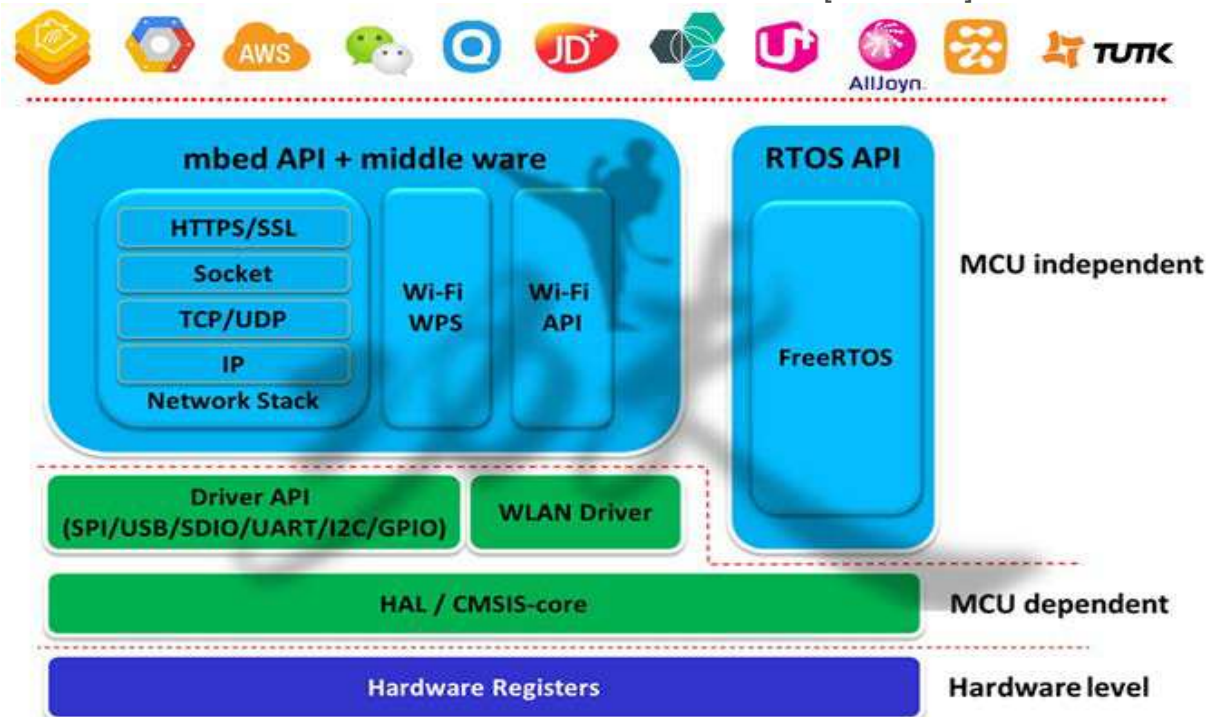 AWS
JD+
U+
AllJoyn.
TUTK
mbed API + middle ware
RTOS API
HTTPS/SSL
Socket
TCP/UDP
IP
Network Stack
Wi-Fi
WPS
Wi-Fi
API
FreeRTOS
MCU independent
Driver API
(SPI/USB/SDIO/UART/I2C/GPIO)
WLAN Driver
HAL / CMSIS-core
MCU dependent
Hardware Registers
Hardware level